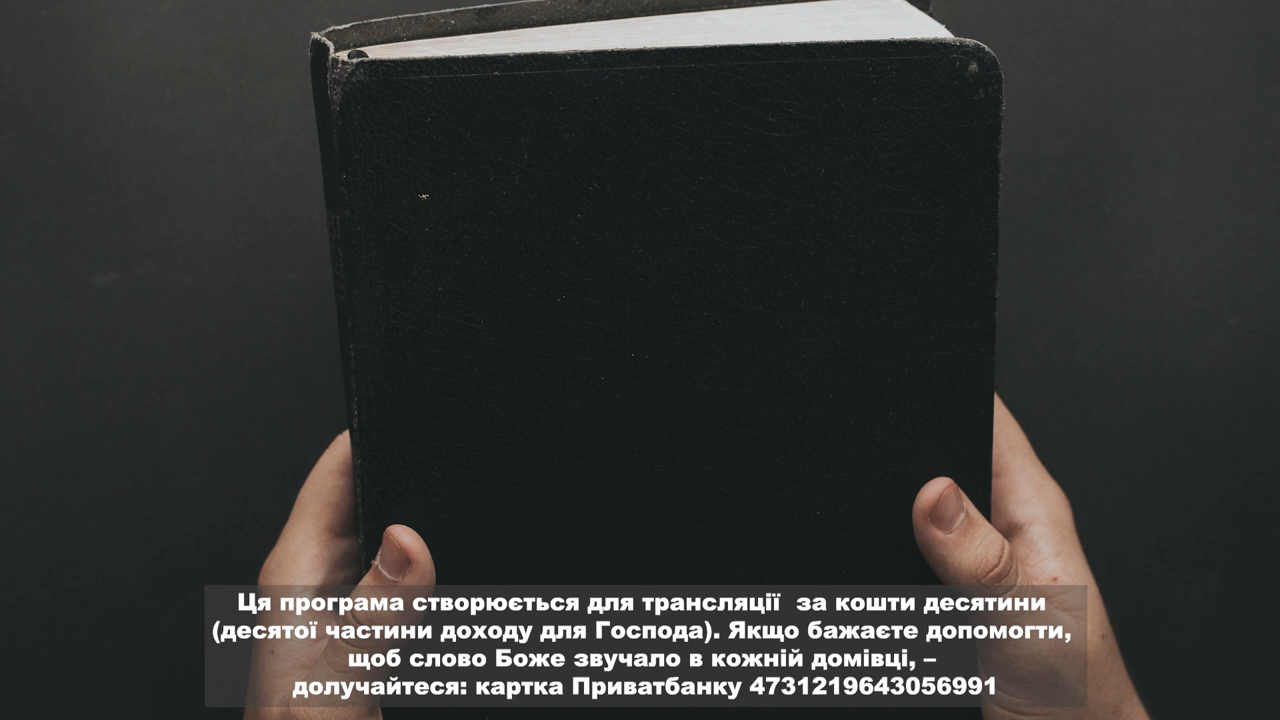 Ця програма створюється для трансляції за кошти десятини
(десятої частини доходу для Господа). Якщо бажаєте допомогти,
щоб слово Боже звучало в кожній домівці, –
долучайтеся: картка Приватбанку 4731219643056991